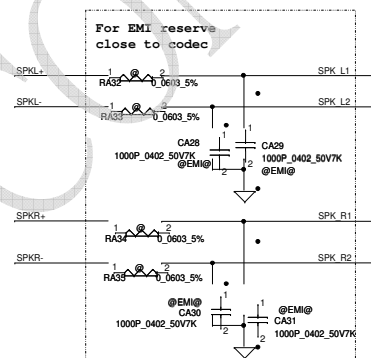 For EMI reserve
close to codec
SPKL+ 1 @ 2 SPK_L1
RA32 0_0603_5%
SPKL- 1 @ 2 SPK_L2
RA33 0_0603_5%
CA28
1000P_0402_50V7K
@EMI@
1
2
CA29
1000P_0402_50V7K
@EMI@
1
2
SPKR+ 1 @ 2 SPK_R1
RA34 0_0603_5%
SPKR- 1 @ 2 SPK_R2
RA35 0_0603_5%
@EMI@
CA30
1000P_0402_50V7K
1
2
@EMI@
CA31
1000P_0402_50V7K
1
2